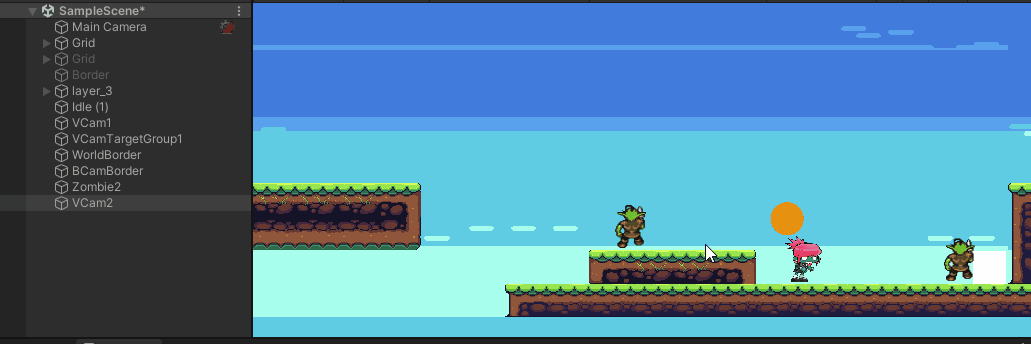 SampleScene*
Main Camera
Grid
Grid
Border
layer_3
Idle (1)
VCam1
VCamTargetGroup1
WorldBorder
BCamBorder
Zombie2
VCam2